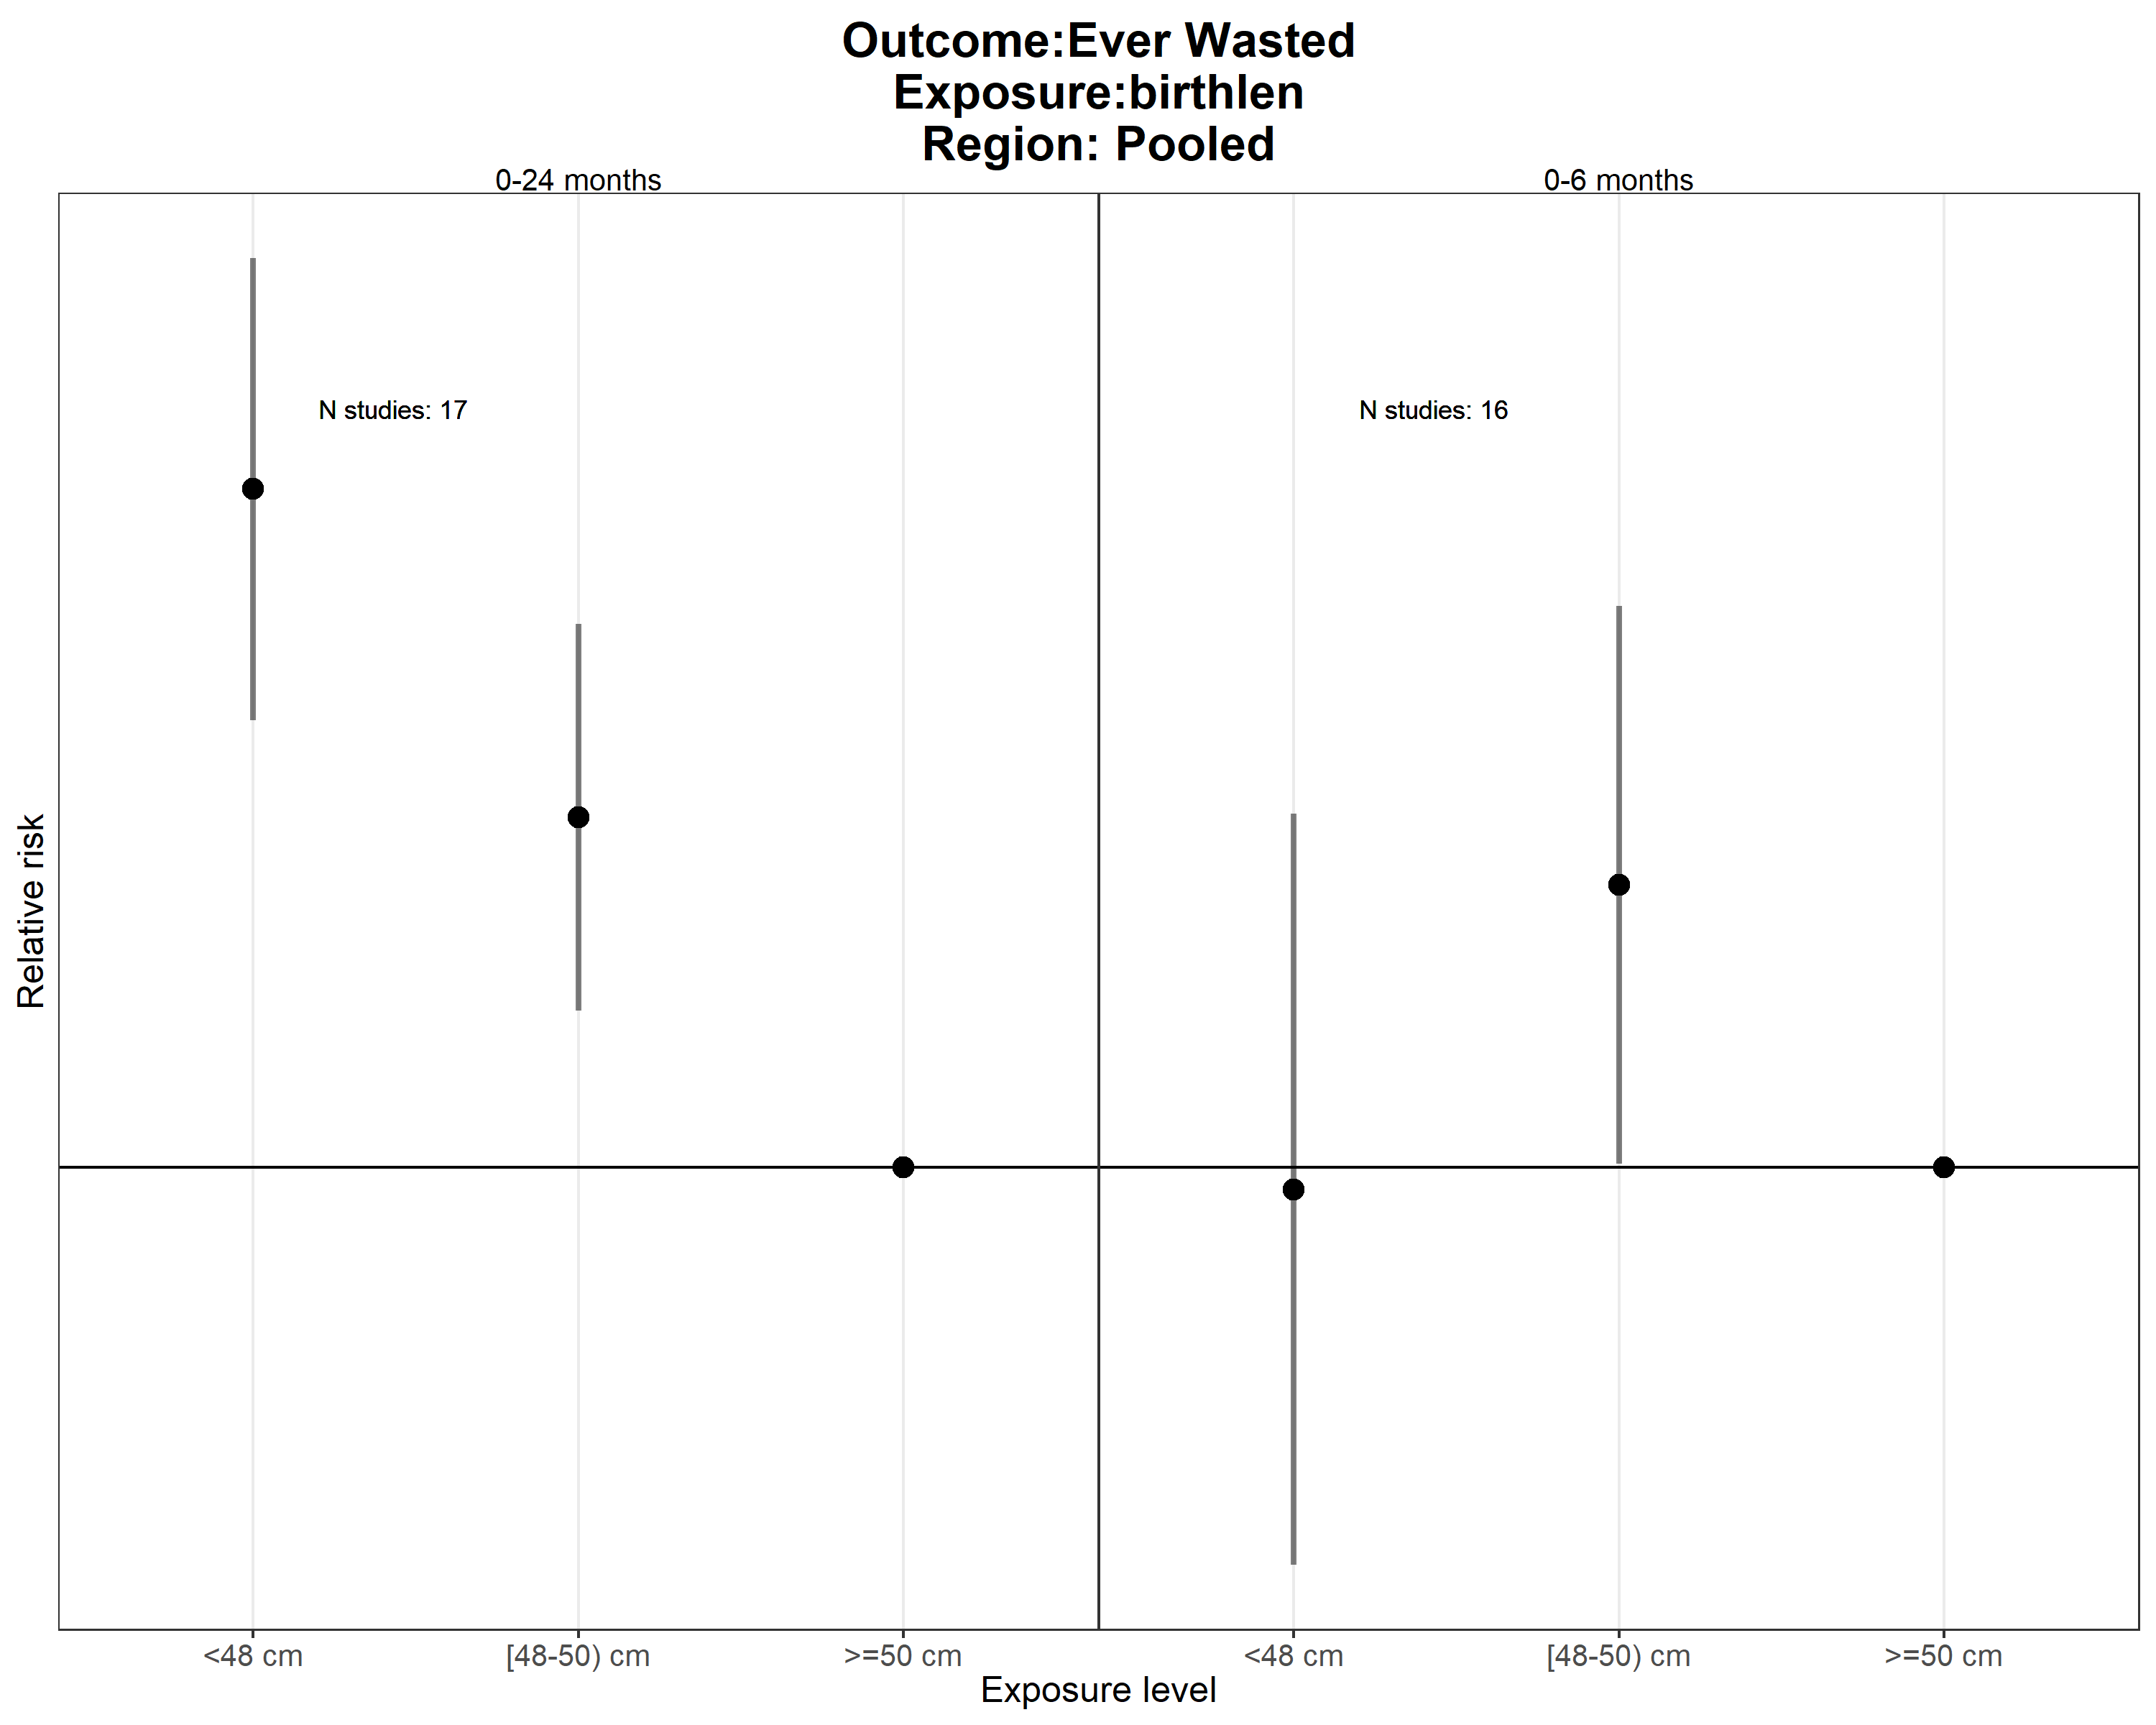 Outcome:Ever Wasted
Exposure:birthlen
Region: Pooled
0-24 months
0-6 months
N studies: 17
N studies: 16
Relative risk
<48 cm
[48-50) cm
>=50 cm
<48 cm
[48-50) cm
>=50 cm
Exposure level